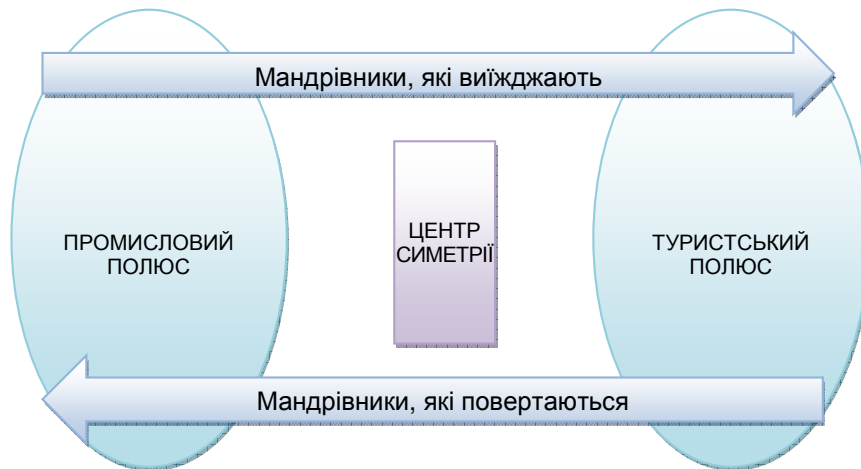 Мандрівники, які виїжджають
ПРОМИСЛОВИЙ
ПОЛЮС
ЦЕНТР
СИМЕТРІЇ
ТУРИСТСЬКИЙ
ПОЛЮС
Мандрівники, які повертаються